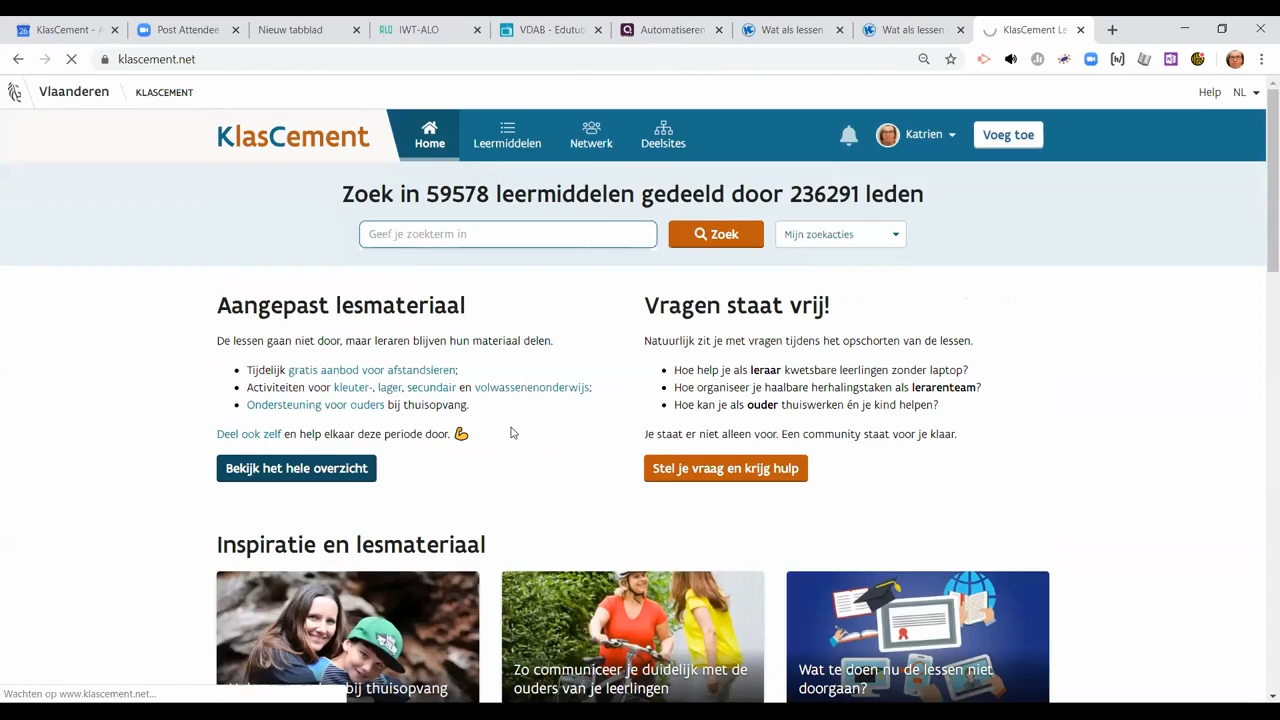 KlasCement - A
Post Attendee
Nieuw tabblad
IWT-ALO
VDAB - Edutub
Automatiseren
Wat als lessen
Wat als lessen
KlasCement Le
klascement.net
Vlaanderen
KLASCEMENT
Help
NL
KlasCement
Home
Leermiddelen
Netwerk
Deelsites
Katrien
Voeg toe
Zoek in 59578 leermiddelen gedeeld door 236291 leden
Geef je zoekterm in
Zoek
Mijn zoekacties
Aangepast lesmateriaal
De lessen gaan niet door, maar leraren blijven hun materiaal delen.
Tijdelijk gratis aanbod voor afstandsleren;
Activiteiten voor kleuter-, lager, secundair en volwassenenonderwijs;
Ondersteuning voor ouders bij thuisopvang.
Deel ook zelf en help elkaar deze periode door. 💪
Bekijk het hele overzicht
Vragen staat vrij!
Natuurlijk zit je met vragen tijdens het opschorten van de lessen.
Hoe help je als leraar kwetsbare leerlingen zonder laptop?
Hoe organiseer je haalbare herhalingstaken als lerarenteam?
Hoe kan je als ouder thuiswerken én je kind helpen?
Je staat er niet alleen voor. Een community staat voor je klaar.
Stel je vraag en krijg hulp
Inspiratie en lesmateriaal
bij thuisopvang
Zo communiceer je duidelijk met de
ouders van je leerlingen
Wat te doen nu de lessen niet
doorgaan?
Wachten op www.klascement.net...